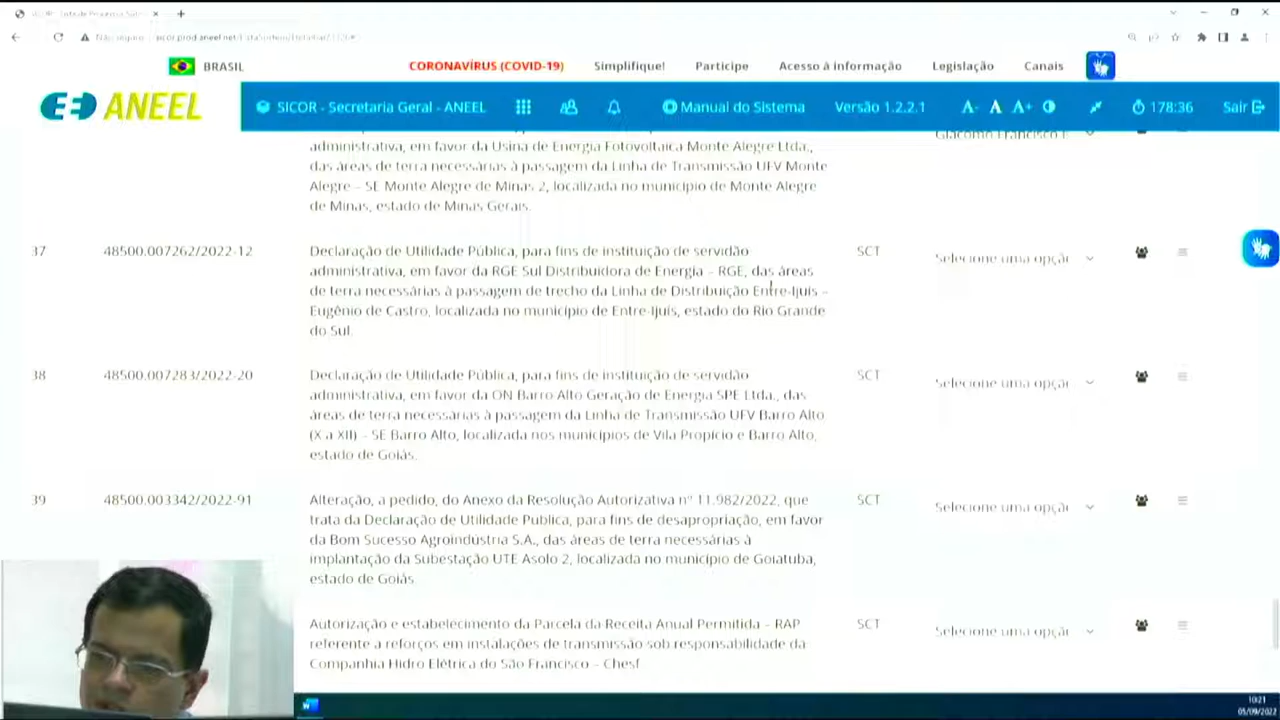 sicor.prod.aneel.net/
BRASIL
CORONAVÍRUS (COVID-19)
Simplifique!
Participe
Acesso à informação
Legislação
Canais
ANEEL
SICOR - Secretaria Geral - ANEEL
Manual do Sistema
Versão 1.2.2.1
A- A A+
178:36
Sair
Giacomo Francisco
administrativa, em favor da Usina de Energia Fotovoltaica Monte Alegre Ltda.,
das áreas de terra necessárias à passagem da Linha de Transmissão UFV Monte
Alegre – SE Monte Alegre de Minas 2, localizada no município de Monte Alegre
de Minas, estado de Minas Gerais.
37 48500.007262/2022-12 Declaração de Utilidade Pública, para fins de instituição de servidão SCT Selecione uma opção
administrativa, em favor da RGE Sul Distribuidora de Energia – RGE, das áreas
de terra necessárias à passagem de trecho da Linha de Distribuição Entre-Ijuís –
Eugênio de Castro, localizada no município de Entre-Ijuís, estado do Rio Grande
do Sul.
38 48500.007283/2022-20 Declaração de Utilidade Pública, para fins de instituição de servidão SCT Selecione uma opção
administrativa, em favor da ON Barro Alto Geração de Energia SPE Ltda., das
áreas de terra necessárias à passagem da Linha de Transmissão UFV Barro Alto
(X a XII) – SE Barro Alto, localizada nos municípios de Vila Propício e Barro Alto,
estado de Goiás.
39 48500.003342/2022-91 Alteração, a pedido, do Anexo da Resolução Autorizativa nº 11.982/2022, que SCT Selecione uma opção
trata da Declaração de Utilidade Pública, para fins de desapropriação, em favor
da Bom Sucesso Agroindústria S.A., das áreas de terra necessárias à
implantação da Subestação UTE Asolo 2, localizada no município de Goiatuba,
estado de Goiás.
Autorização e estabelecimento da Parcela da Receita Anual Permitida – RAP SCT Selecione uma opção
referente a reforços em instalações de transmissão sob responsabilidade da
Companhia Hidro Elétrica do São Francisco – Chesf
10:21
05/09/2022